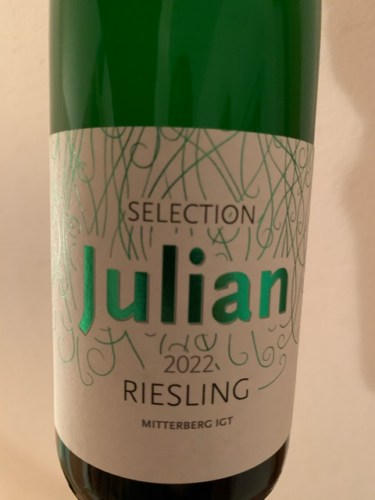 SELECTION
Julian
2022
RIESLING
MITTERBERG IGT